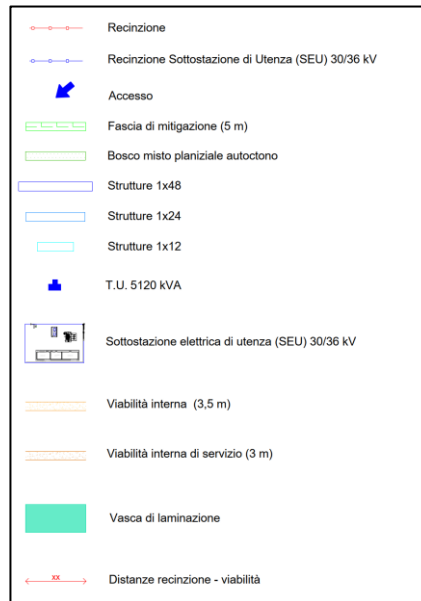 Recinzione
Recinzione Sottostazione di Utenza (SEU) 30/36 kV
Accesso
Fascia di mitigazione (5 m)
Bosco misto planiziale autoctono
Strutture 1x48
Strutture 1x24
Strutture 1x12
T.U. 5120 kVA
Sottostazione elettrica di utenza (SEU) 30/36 kV
Viabilità interna (3,5 m)
Viabilità interna di servizio (3 m)
Vasca di laminazione
xx Distanze recinzione - viabilità